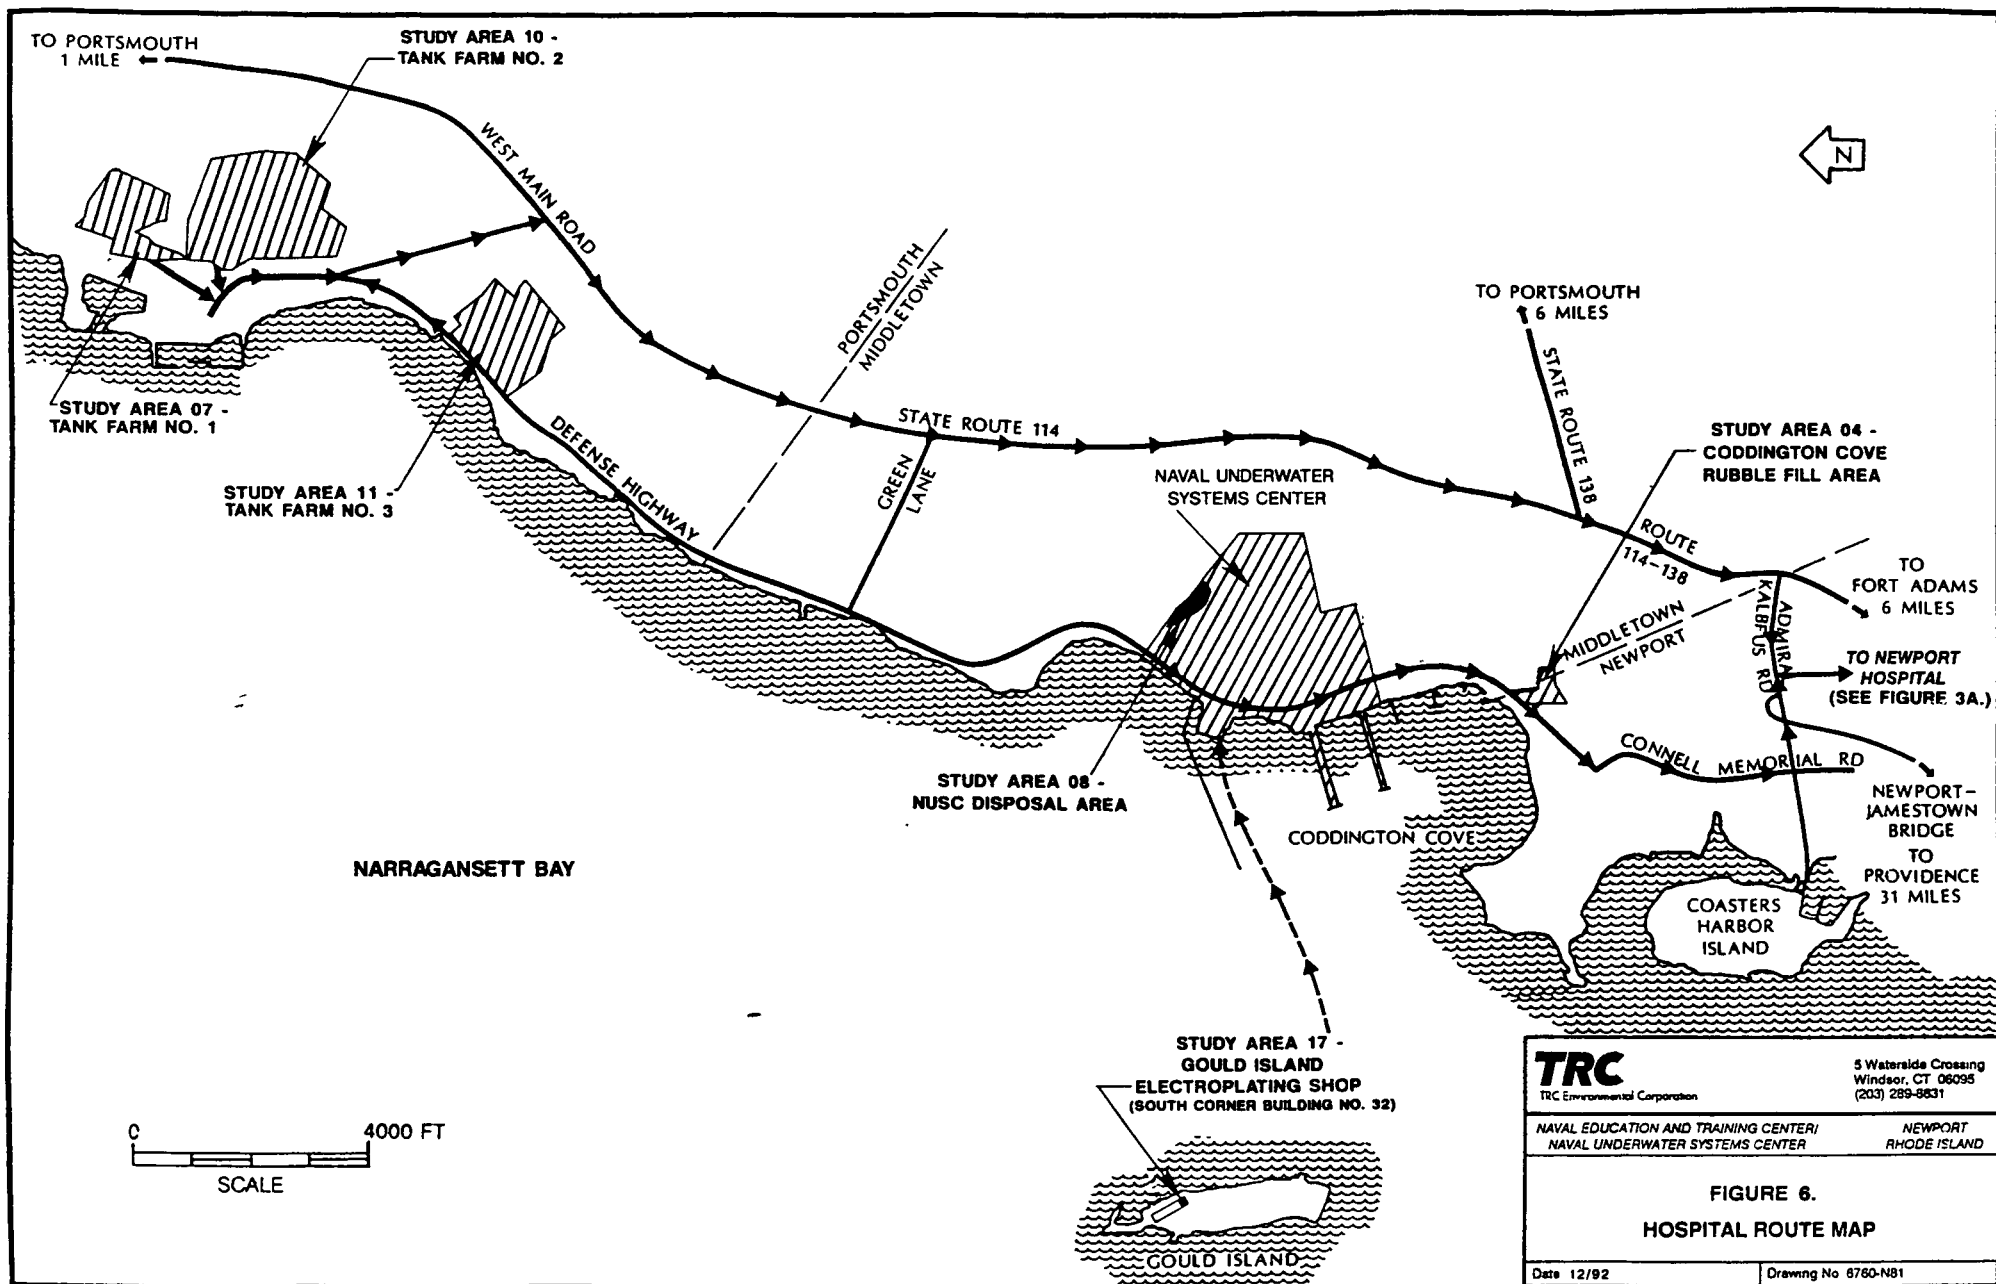 TO PORTSMOUTH
1 MILE
STUDY AREA 10 -
TANK FARM NO. 2
WEST MAIN ROAD
N
PORTSMOUTH
MIDDLETOWN
TO PORTSMOUTH
6 MILES
STATE ROUTE 138
STUDY AREA 07 -
TANK FARM NO. 1
STUDY AREA 11 -
TANK FARM NO. 3
DEFENSE HIGHWAY
STATE ROUTE 114
GREEN
LANE
NAVAL UNDERWATER
SYSTEMS CENTER
STUDY AREA 04 -
CODDINGTON COVE
RUBBLE FILL AREA
ROUTE
114-138
TO
FORT ADAMS
6 MILES
MIDDLETOWN
NEWPORT
ADMIRAL
KALBFUS RD
TO NEWPORT
HOSPITAL
(SEE FIGURE 3A.)
CONNELL MEMORIAL RD
STUDY AREA 08 -
NUSC DISPOSAL AREA
NEWPORT-
JAMESTOWN
BRIDGE
TO
PROVIDENCE
31 MILES
CODDINGTON COVE
NARRAGANSETT BAY
COASTERS
HARBOR
ISLAND
STUDY AREA 17 -
GOULD ISLAND
ELECTROPLATING SHOP
(SOUTH CORNER BUILDING NO. 32)
GOULD ISLAND
0 4000 FT
SCALE
TRC
TRC Environmental Corporation
5 Waterside Crossing
Windsor, CT 06095
(203) 289-8631
NAVAL EDUCATION AND TRAINING CENTER/
NAVAL UNDERWATER SYSTEMS CENTER
NEWPORT
RHODE ISLAND
FIGURE 6.
HOSPITAL ROUTE MAP
Date 12/92
Drawing No 6760-N81